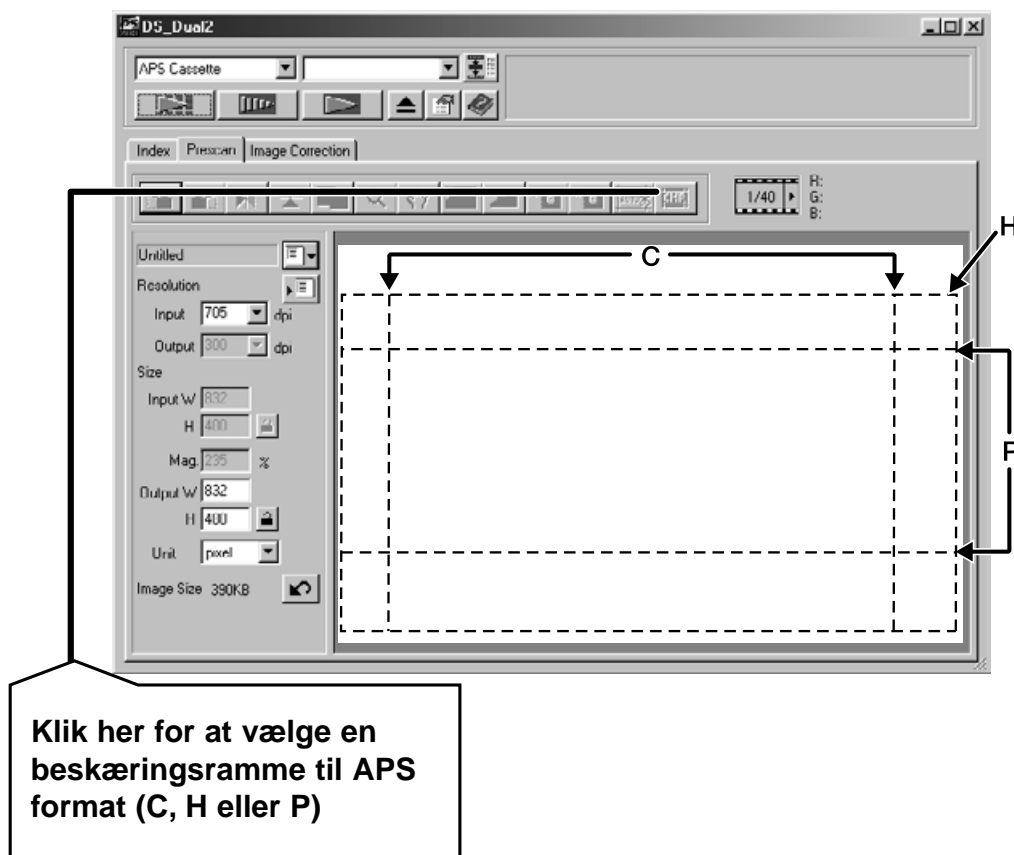 DS_Dual2
APS Cassette
Index Prescan Image Correction
1/40
R:
G:
B:
Untitled
Resolution
Input 705 dpi
Output 300 dpi
Size
Input W 832
H 400
Mag. 235 %
Output W 832
H 400
Unit pixel
Image Size 390KB
C
H
P
Klik her for at vælge en
beskæringsramme til APS
format (C, H eller P)